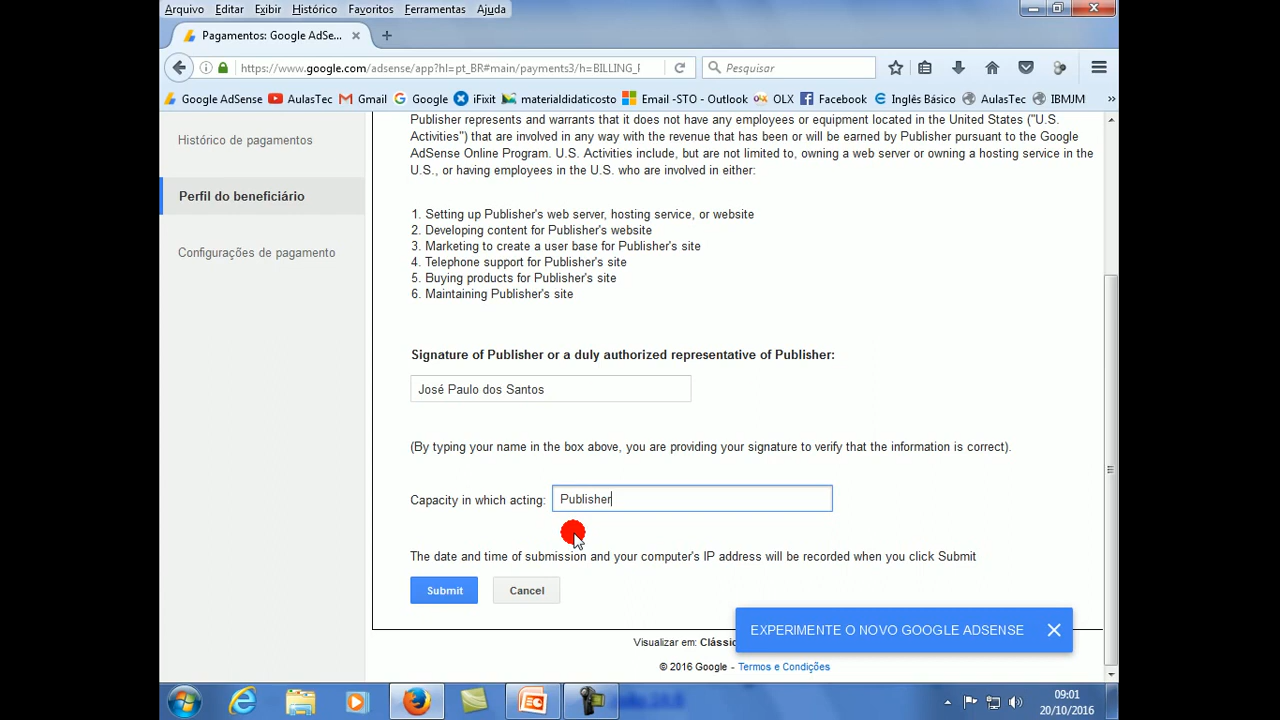 Arquivo Editar Exibir Histórico Favoritos Ferramentas Ajuda
Pagamentos: Google AdSe...
https://www.google.com/adsense/app?hl=pt_BR#main/payments3/h=BILLING_F
Pesquisar
Google AdSense AulasTec Gmail Google iFixit materialdidaticosto Email -STO - Outlook OLX Facebook Inglês Básico AulasTec IBMJM »
Histórico de pagamentos
Perfil do beneficiário
Configurações de pagamento
Publisher represents and warrants that it does not have any employees or equipment located in the United States ("U.S.
Activities") that are involved in any way with the revenue that has been or will be earned by Publisher pursuant to the Google
AdSense Online Program. U.S. Activities include, but are not limited to, owning a web server or owning a hosting service in the
U.S., or having employees in the U.S. who are involved in either:
1. Setting up Publisher's web server, hosting service, or website
2. Developing content for Publisher's website
3. Marketing to create a user base for Publisher's site
4. Telephone support for Publisher's site
5. Buying products for Publisher's site
6. Maintaining Publisher's site
Signature of Publisher or a duly authorized representative of Publisher:
José Paulo dos Santos
(By typing your name in the box above, you are providing your signature to verify that the information is correct).
Capacity in which acting: Publisher
The date and time of submission and your computer's IP address will be recorded when you click Submit
Submit Cancel
EXPERIMENTE O NOVO GOOGLE ADSENSE
Visualizar em: Clássic
© 2016 Google - Termos e Condições
09:01
20/10/2016